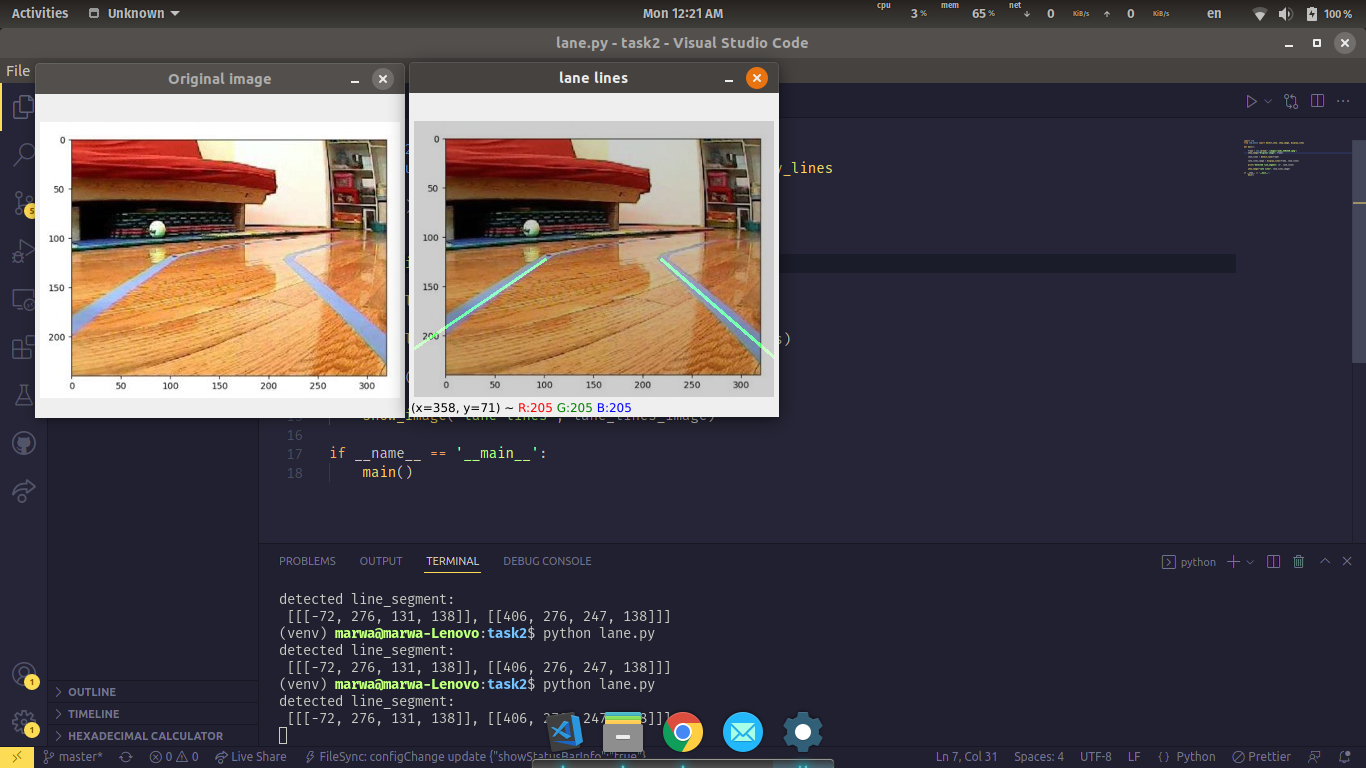 Activities Unknown Mon 12:21 AM cpu 3 % mem 65 % net ↓ 0 KiB/s ↑ 0 KiB/s en 100 %
lane.py - task2 - Visual Studio Code
File
Original image
0
50
100
150
200
0 50 100 150 200 250 300
lane lines
0
50
100
150
200
0 50 100 150 200 250 300
(x=358, y=71) ~ R:205 G:205 B:205
y_lines
)
16
17 if __name__ == '__main__':
18 main()
5
1
1
PROBLEMS OUTPUT TERMINAL DEBUG CONSOLE python
detected line_segment:
[[[-72, 276, 131, 138]], [[406, 276, 247, 138]]]
(venv) marwa@marwa-Lenovo:task2$ python lane.py
detected line_segment:
[[[-72, 276, 131, 138]], [[406, 276, 247, 138]]]
(venv) marwa@marwa-Lenovo:task2$ python lane.py
detected line_segment:
[[[-72, 276, 131, 138]], [[406, 8]]]
OUTLINE
TIMELINE
HEXADECIMAL CALCULATOR
master* 0 0 Live Share FileSync: configChange update {"showStatusBarInfo":"true"} Ln 7, Col 31 Spaces: 4 UTF-8 LF {} Python Prettier